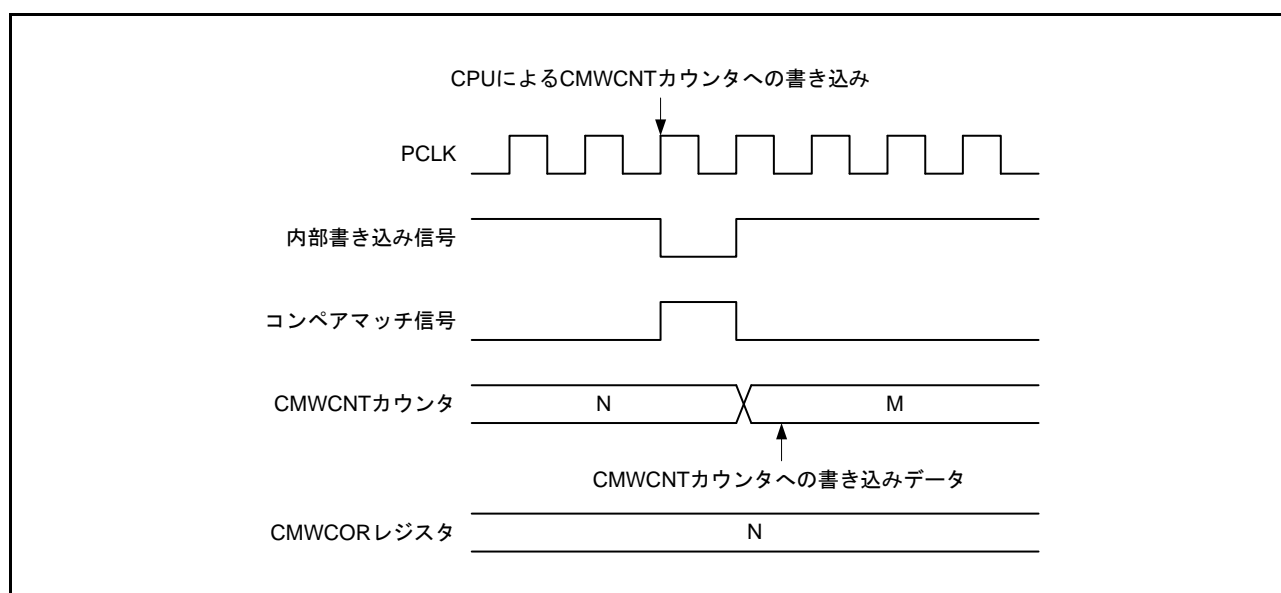 CPUによるCMWCNTカウンタへの書き込み
PCLK
内部書き込み信号
コンペアマッチ信号
CMWCNTカウンタ
N
M
CMWCNTカウンタへの書き込みデータ
CMWCORレジスタ
N